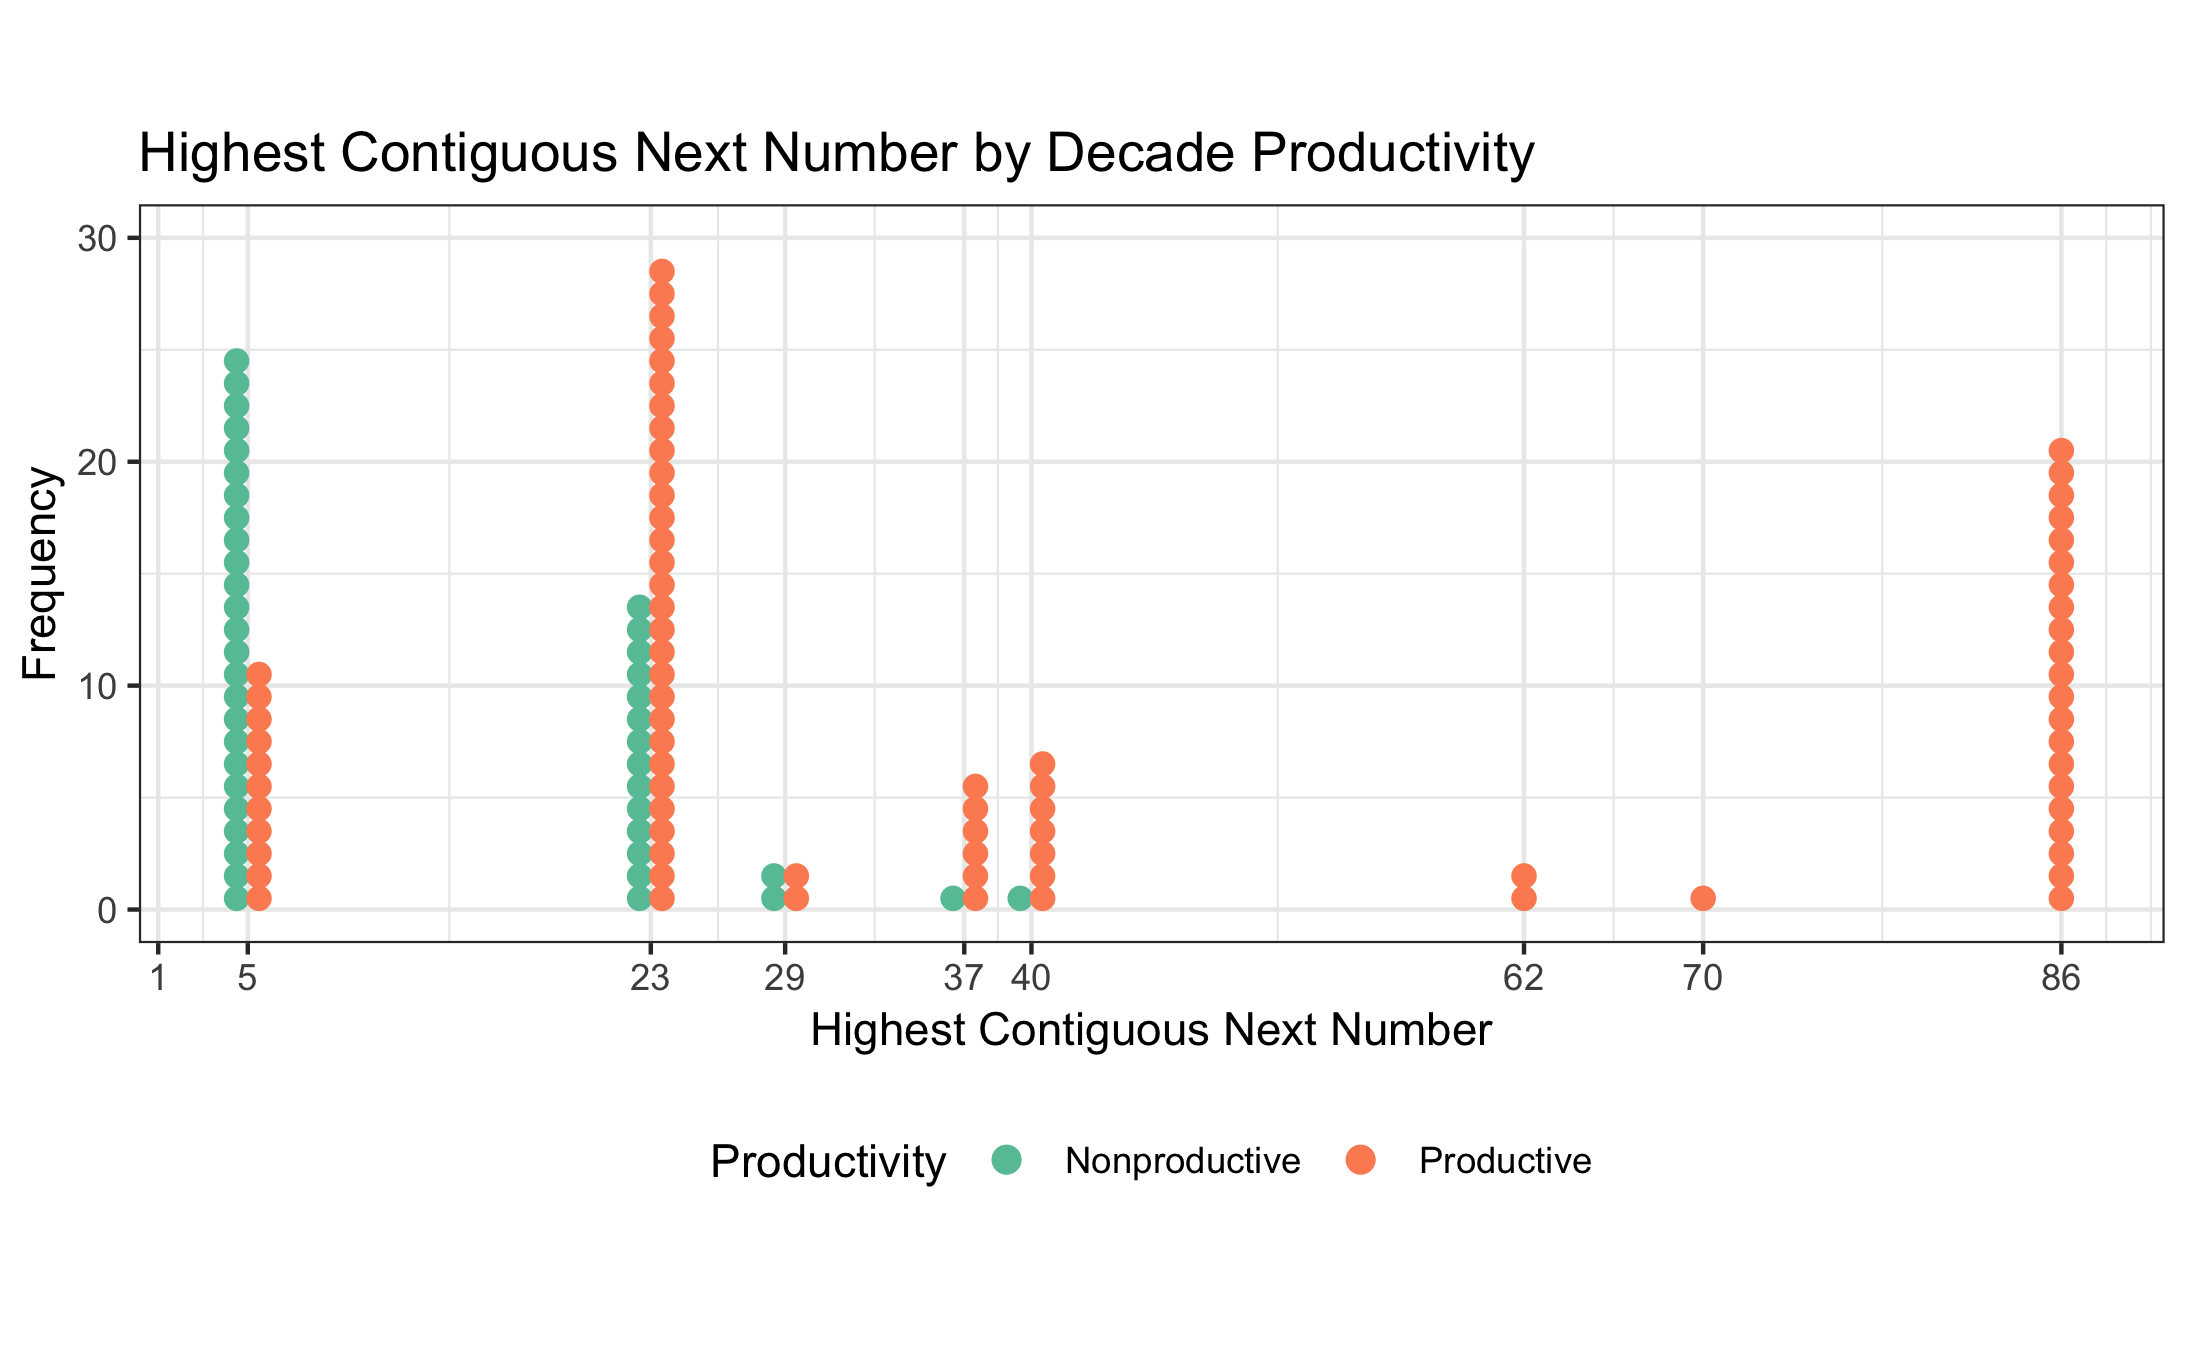 Highest Contiguous Next Number by Decade Productivity
30
20
10
0
Frequency
1 5 23 29 37 40 62 70 86
Highest Contiguous Next Number
Productivity Nonproductive Productive